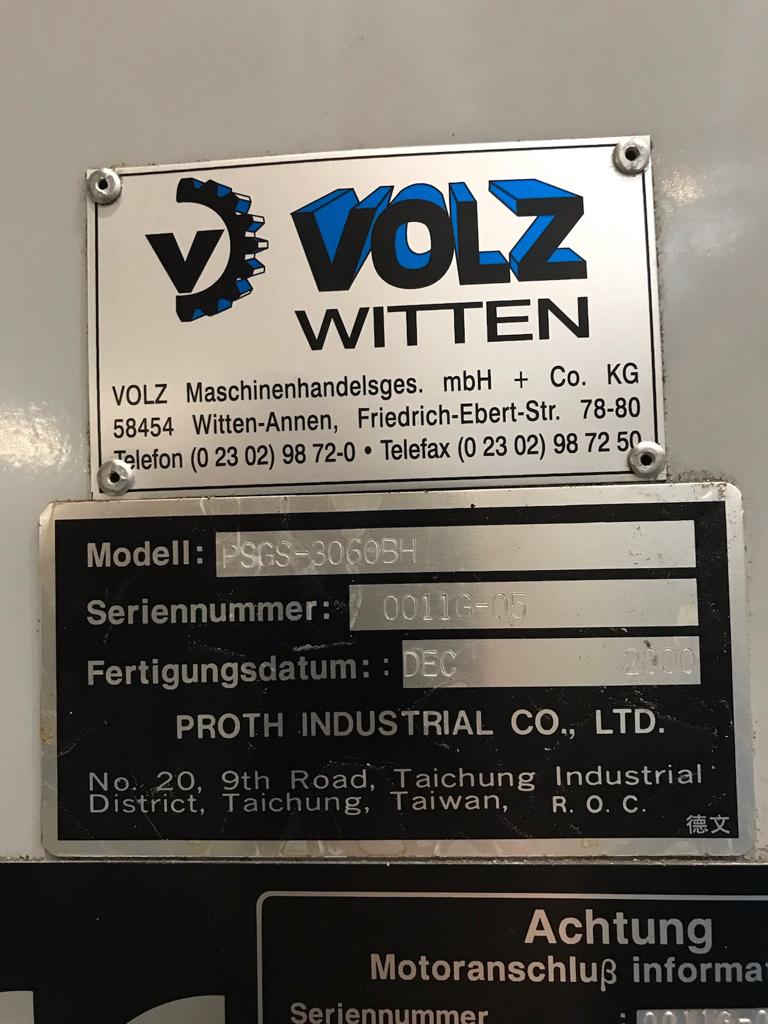 V VOLZ
WITTEN
VOLZ Maschinenhandelsges. mbH + Co. KG
58454 Witten-Annen, Friedrich-Ebert-Str. 78-80
Telefon (0 23 02) 98 72-0 • Telefax (0 23 02) 98 72 50
Modell: PSGS-3060BH
Seriennummer: 0011G-05
Fertigungsdatum: : DEC 2000
PROTH INDUSTRIAL CO., LTD.
No. 20, 9th Road, Taichung Industrial
District, Taichung, Taiwan, R. O. C.
德文
Achtung
Motoranschluβ
Seriennummer :